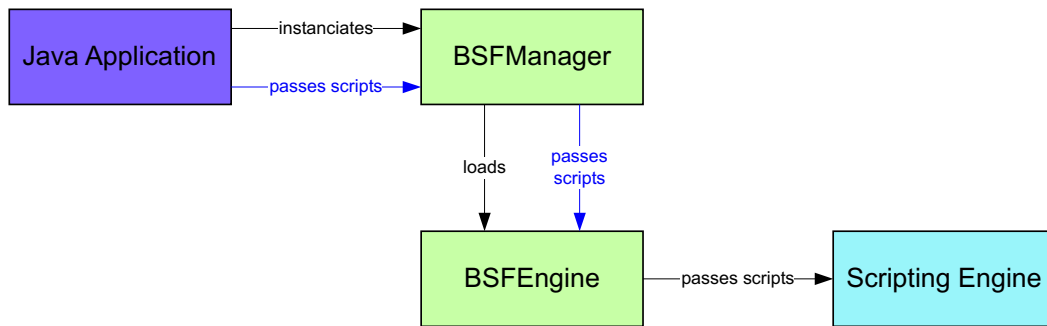 instanciates
Java Application
BSFManager
passes scripts
loads
passes
scripts
BSFEngine
passes scripts
Scripting Engine